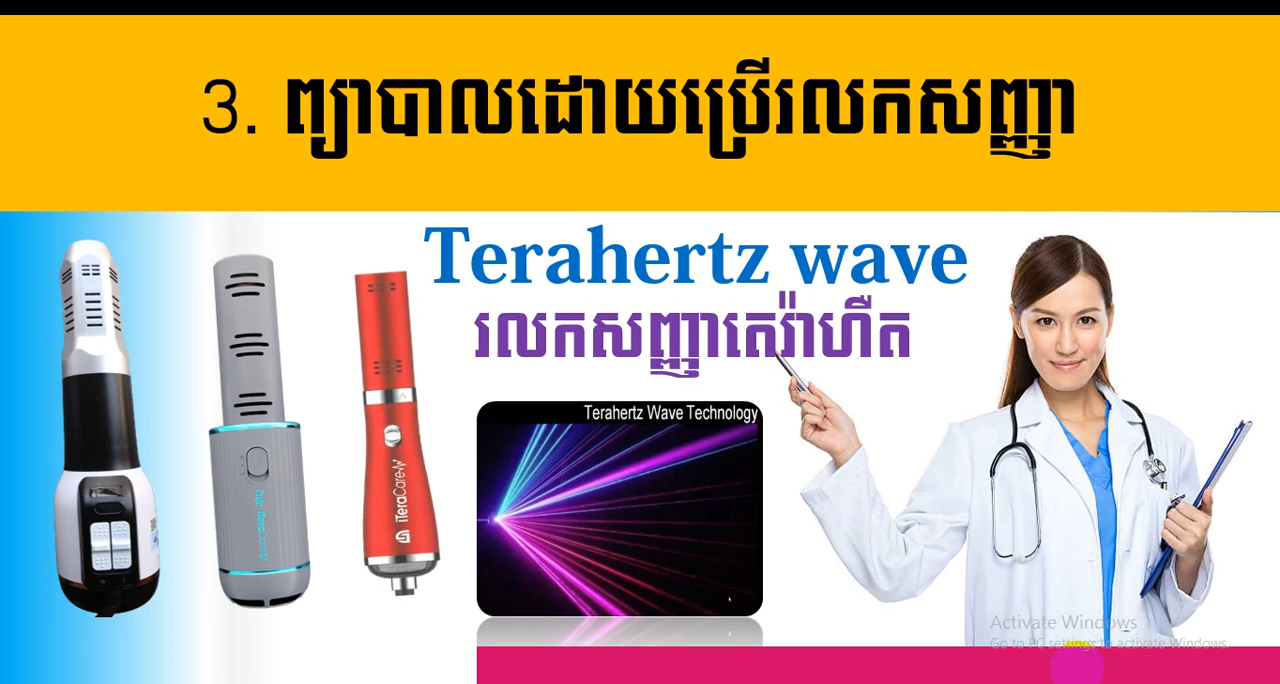 3. ព្យាបាលដោយប្រើរលកសញ្ញា
Terahertz wave
រលកសញ្ញាតេរ៉ាហឺត
Terahertz Wave Technology
iTeraCare
Activate Windows
Go to PC settings to activate Windows.